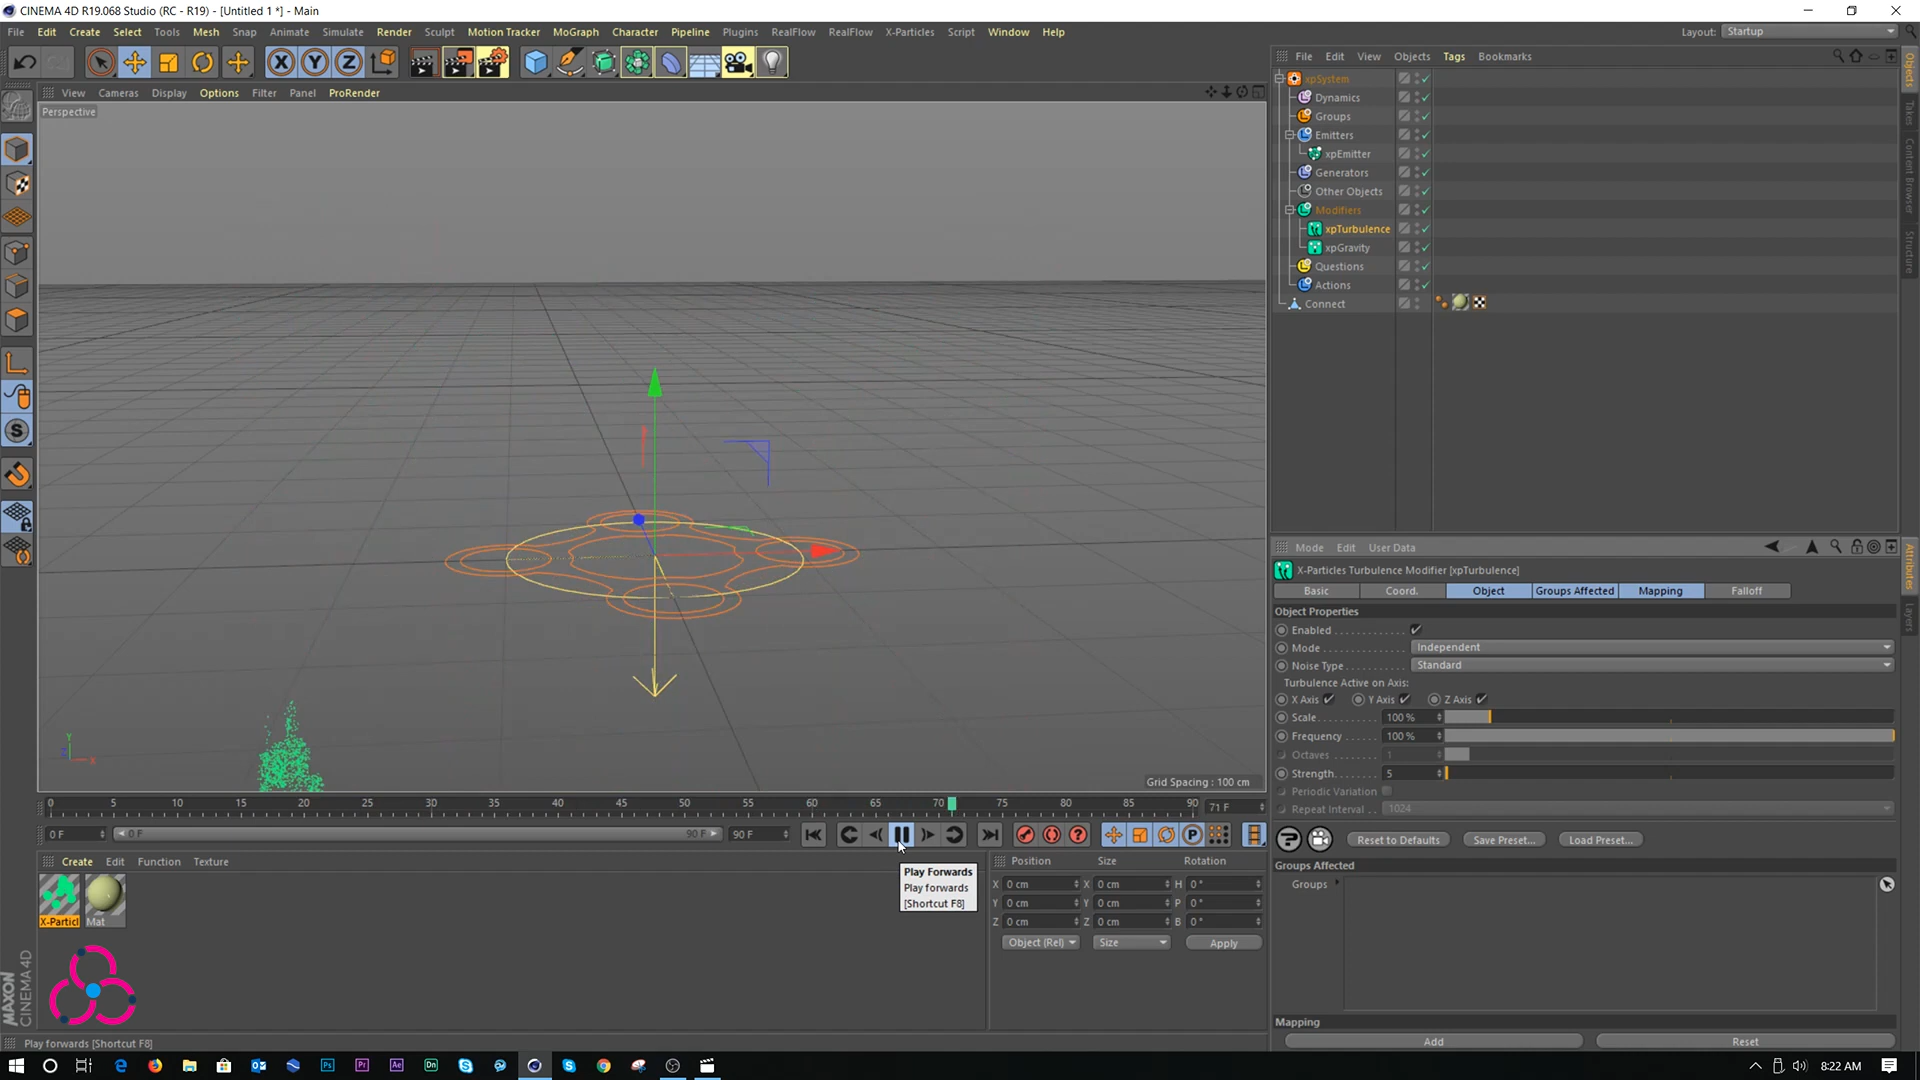 CINEMA 4D R19.068 Studio (RC - R19) - [Untitled 1 *] - Main
File Edit Create Select Tools Mesh Snap Animate Simulate Render Sculpt Motion Tracker MoGraph Character Pipeline Plugins RealFlow RealFlow X-Particles Script Window Help
Layout: Startup
View Cameras Display Options Filter Panel ProRender
Perspective
Y
Z
X
Grid Spacing : 100 cm
0 5 10 15 20 25 30 35 40 45 50 55 60 65 70 75 80 85 90 71 F
0 F 0 F 90 F 90 F
Play Forwards
Play forwards
[Shortcut F8]
Create Edit Function Texture
X-Particl
Mat
MAXON
CINEMA 4D
Position Size Rotation
X 0 cm X 0 cm H 0 °
Y 0 cm Y 0 cm P 0 °
Z 0 cm Z 0 cm B 0 °
Object (Rel) Size Apply
Play forwards [Shortcut F8]
File Edit View Objects Tags Bookmarks
xpSystem
Dynamics
Groups
Emitters
xpEmitter
Generators
Other Objects
Modifiers
xpTurbulence
xpGravity
Questions
Actions
Connect
Objects
Takes
Content Browser
Structure
Attributes
Layers
Mode Edit User Data
X-Particles Turbulence Modifier [xpTurbulence]
Basic Coord. Object Groups Affected Mapping Falloff
Object Properties
Enabled
Mode Independent
Noise Type Standard
Turbulence Active on Axis:
X Axis Y Axis Z Axis
Scale 100 %
Frequency 100 %
Octaves 1
Strength 5
Periodic Variation
Repeat Interval 1024
Reset to Defaults Save Preset... Load Preset...
Groups Affected
Groups
Mapping
Add Reset
8:22 AM